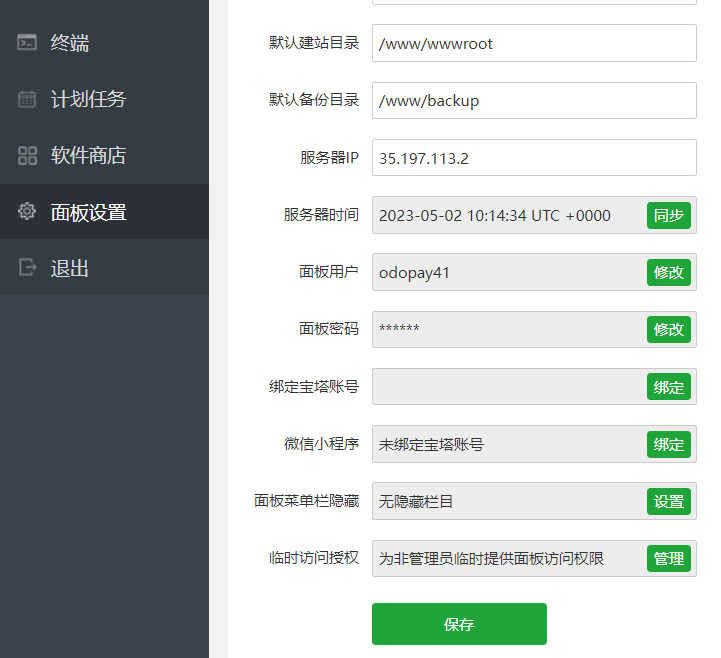 终端
计划任务
软件商店
面板设置
退出
默认建站目录 /www/wwwroot
默认备份目录 /www/backup
服务器IP 35.197.113.2
服务器时间 2023-05-02 10:14:34 UTC +0000 同步
面板用户 odopay41 修改
面板密码 ****** 修改
绑定宝塔账号 绑定
微信小程序 未绑定宝塔账号 绑定
面板菜单栏隐藏 无隐藏栏目 设置
临时访问授权 为非管理员临时提供面板访问权限 管理
保存